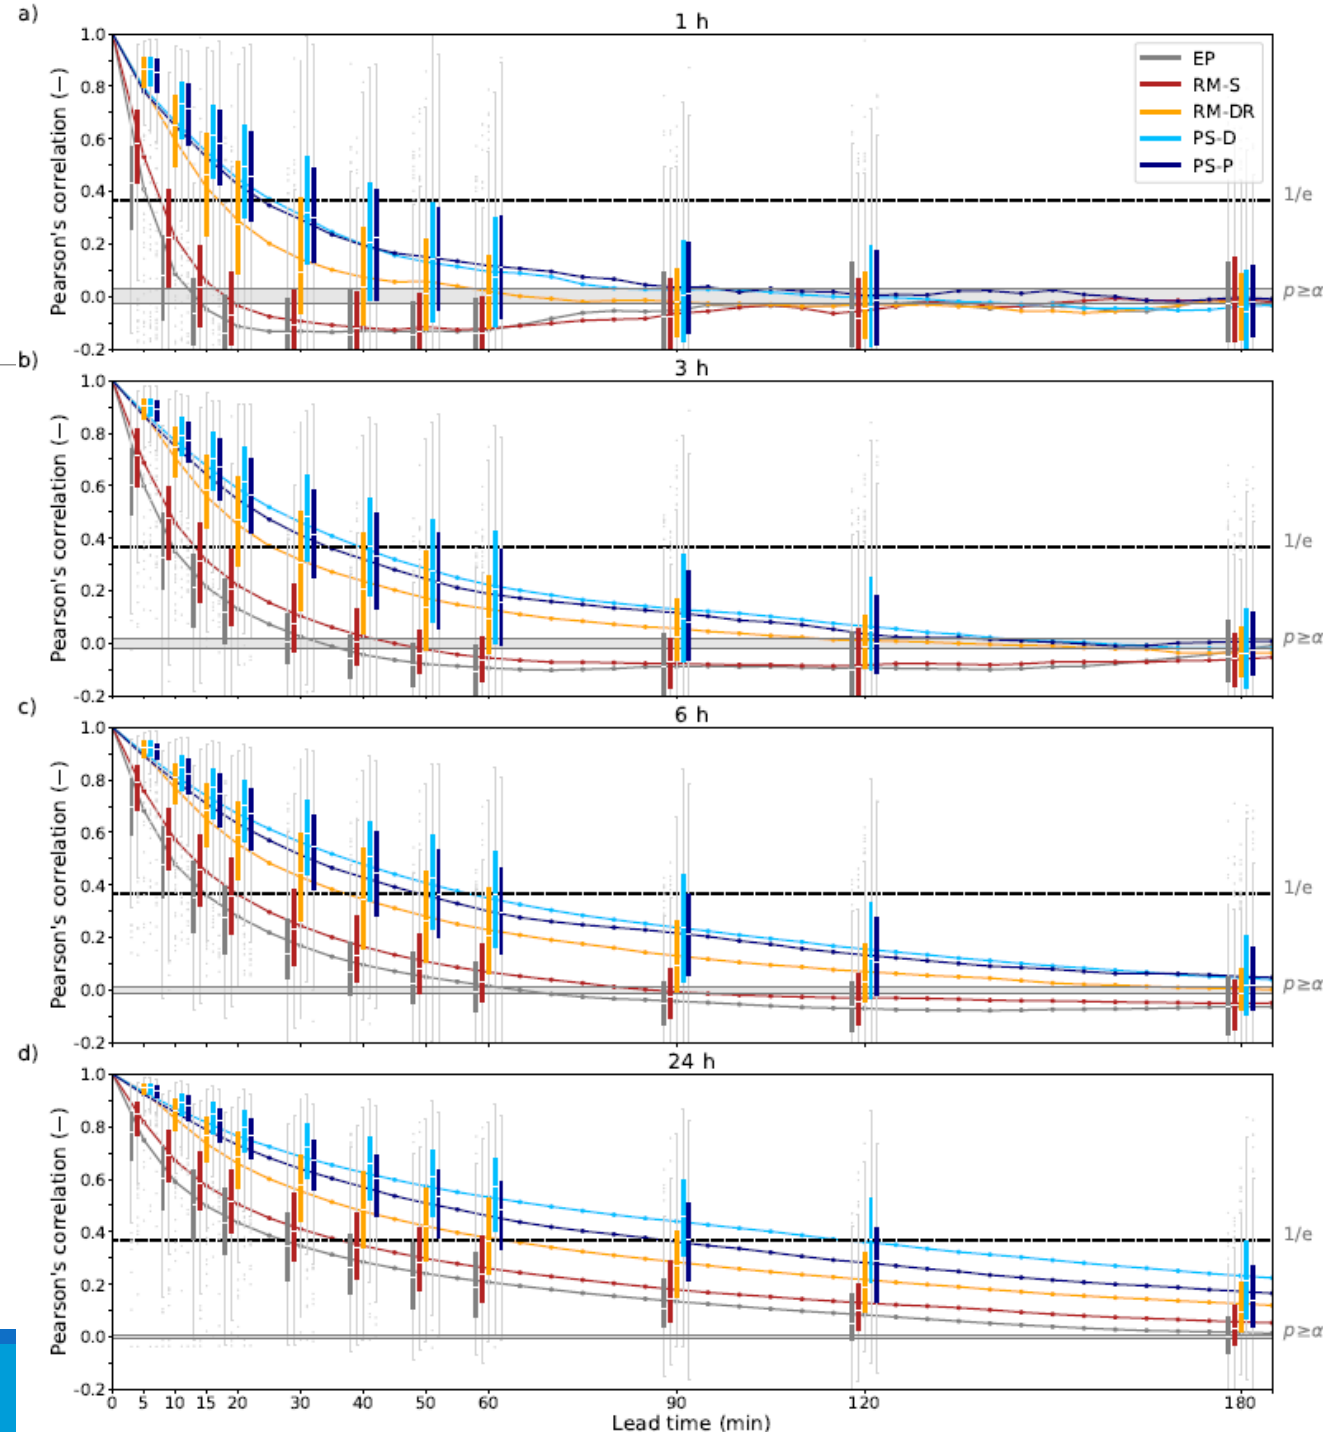 a)
1 h
Pearson's correlation (—)
1.0
0.8
0.6
0.4
0.2
0.0
-0.2
EP
RM-S
RM-DR
PS-D
PS-P
1/e
p≥α
b)
3 h
Pearson's correlation (—)
1.0
0.8
0.6
0.4
0.2
0.0
-0.2
1/e
p≥α
c)
6 h
Pearson's correlation (—)
1.0
0.8
0.6
0.4
0.2
0.0
-0.2
1/e
p≥α
d)
24 h
Pearson's correlation (—)
1.0
0.8
0.6
0.4
0.2
0.0
-0.2
1/e
p≥α
0 5 10 15 20 30 40 50 60 90 120 180
Lead time (min)